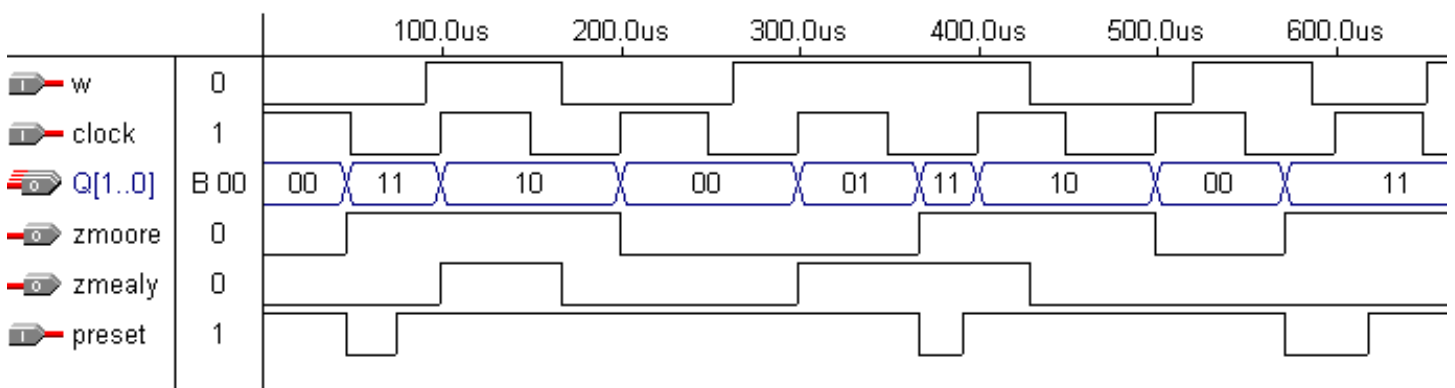 100.0us 200.0us 300.0us 400.0us 500.0us 600.0us
I w 0
I clock 1
O Q[1..0] B 00 00 11 10 00 01 11 10 00 11
O zmoore 0
O zmealy 0
I preset 1